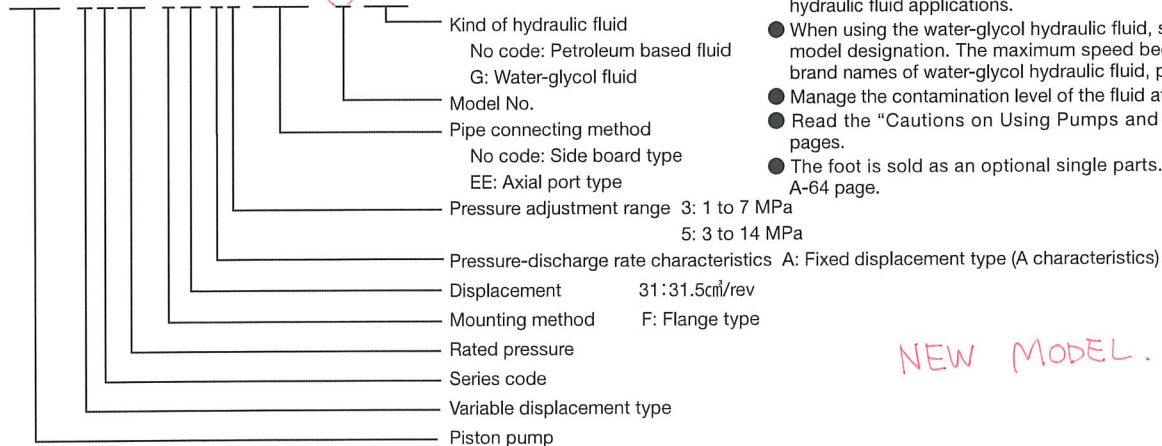 Kind of hydraulic fluid
No code: Petroleum based fluid
G: Water-glycol fluid
Model No.
Pipe connecting method
No code: Side board type
EE: Axial port type
Pressure adjustment range 3: 1 to 7 MPa
5: 3 to 14 MPa
Pressure-discharge rate characteristics A: Fixed displacement type (A characteristics)
Displacement 31:31.5cm³/rev
Mounting method F: Flange type
Rated pressure
Series code
Variable displacement type
Piston pump
hydraulic fluid applications.
● When using the water-glycol hydraulic fluid, s
model designation. The maximum speed be
brand names of water-glycol hydraulic fluid, p
● Manage the contamination level of the fluid a
● Read the “Cautions on Using Pumps and
pages.
● The foot is sold as an optional single parts.
A-64 page.
NEW MODEL.